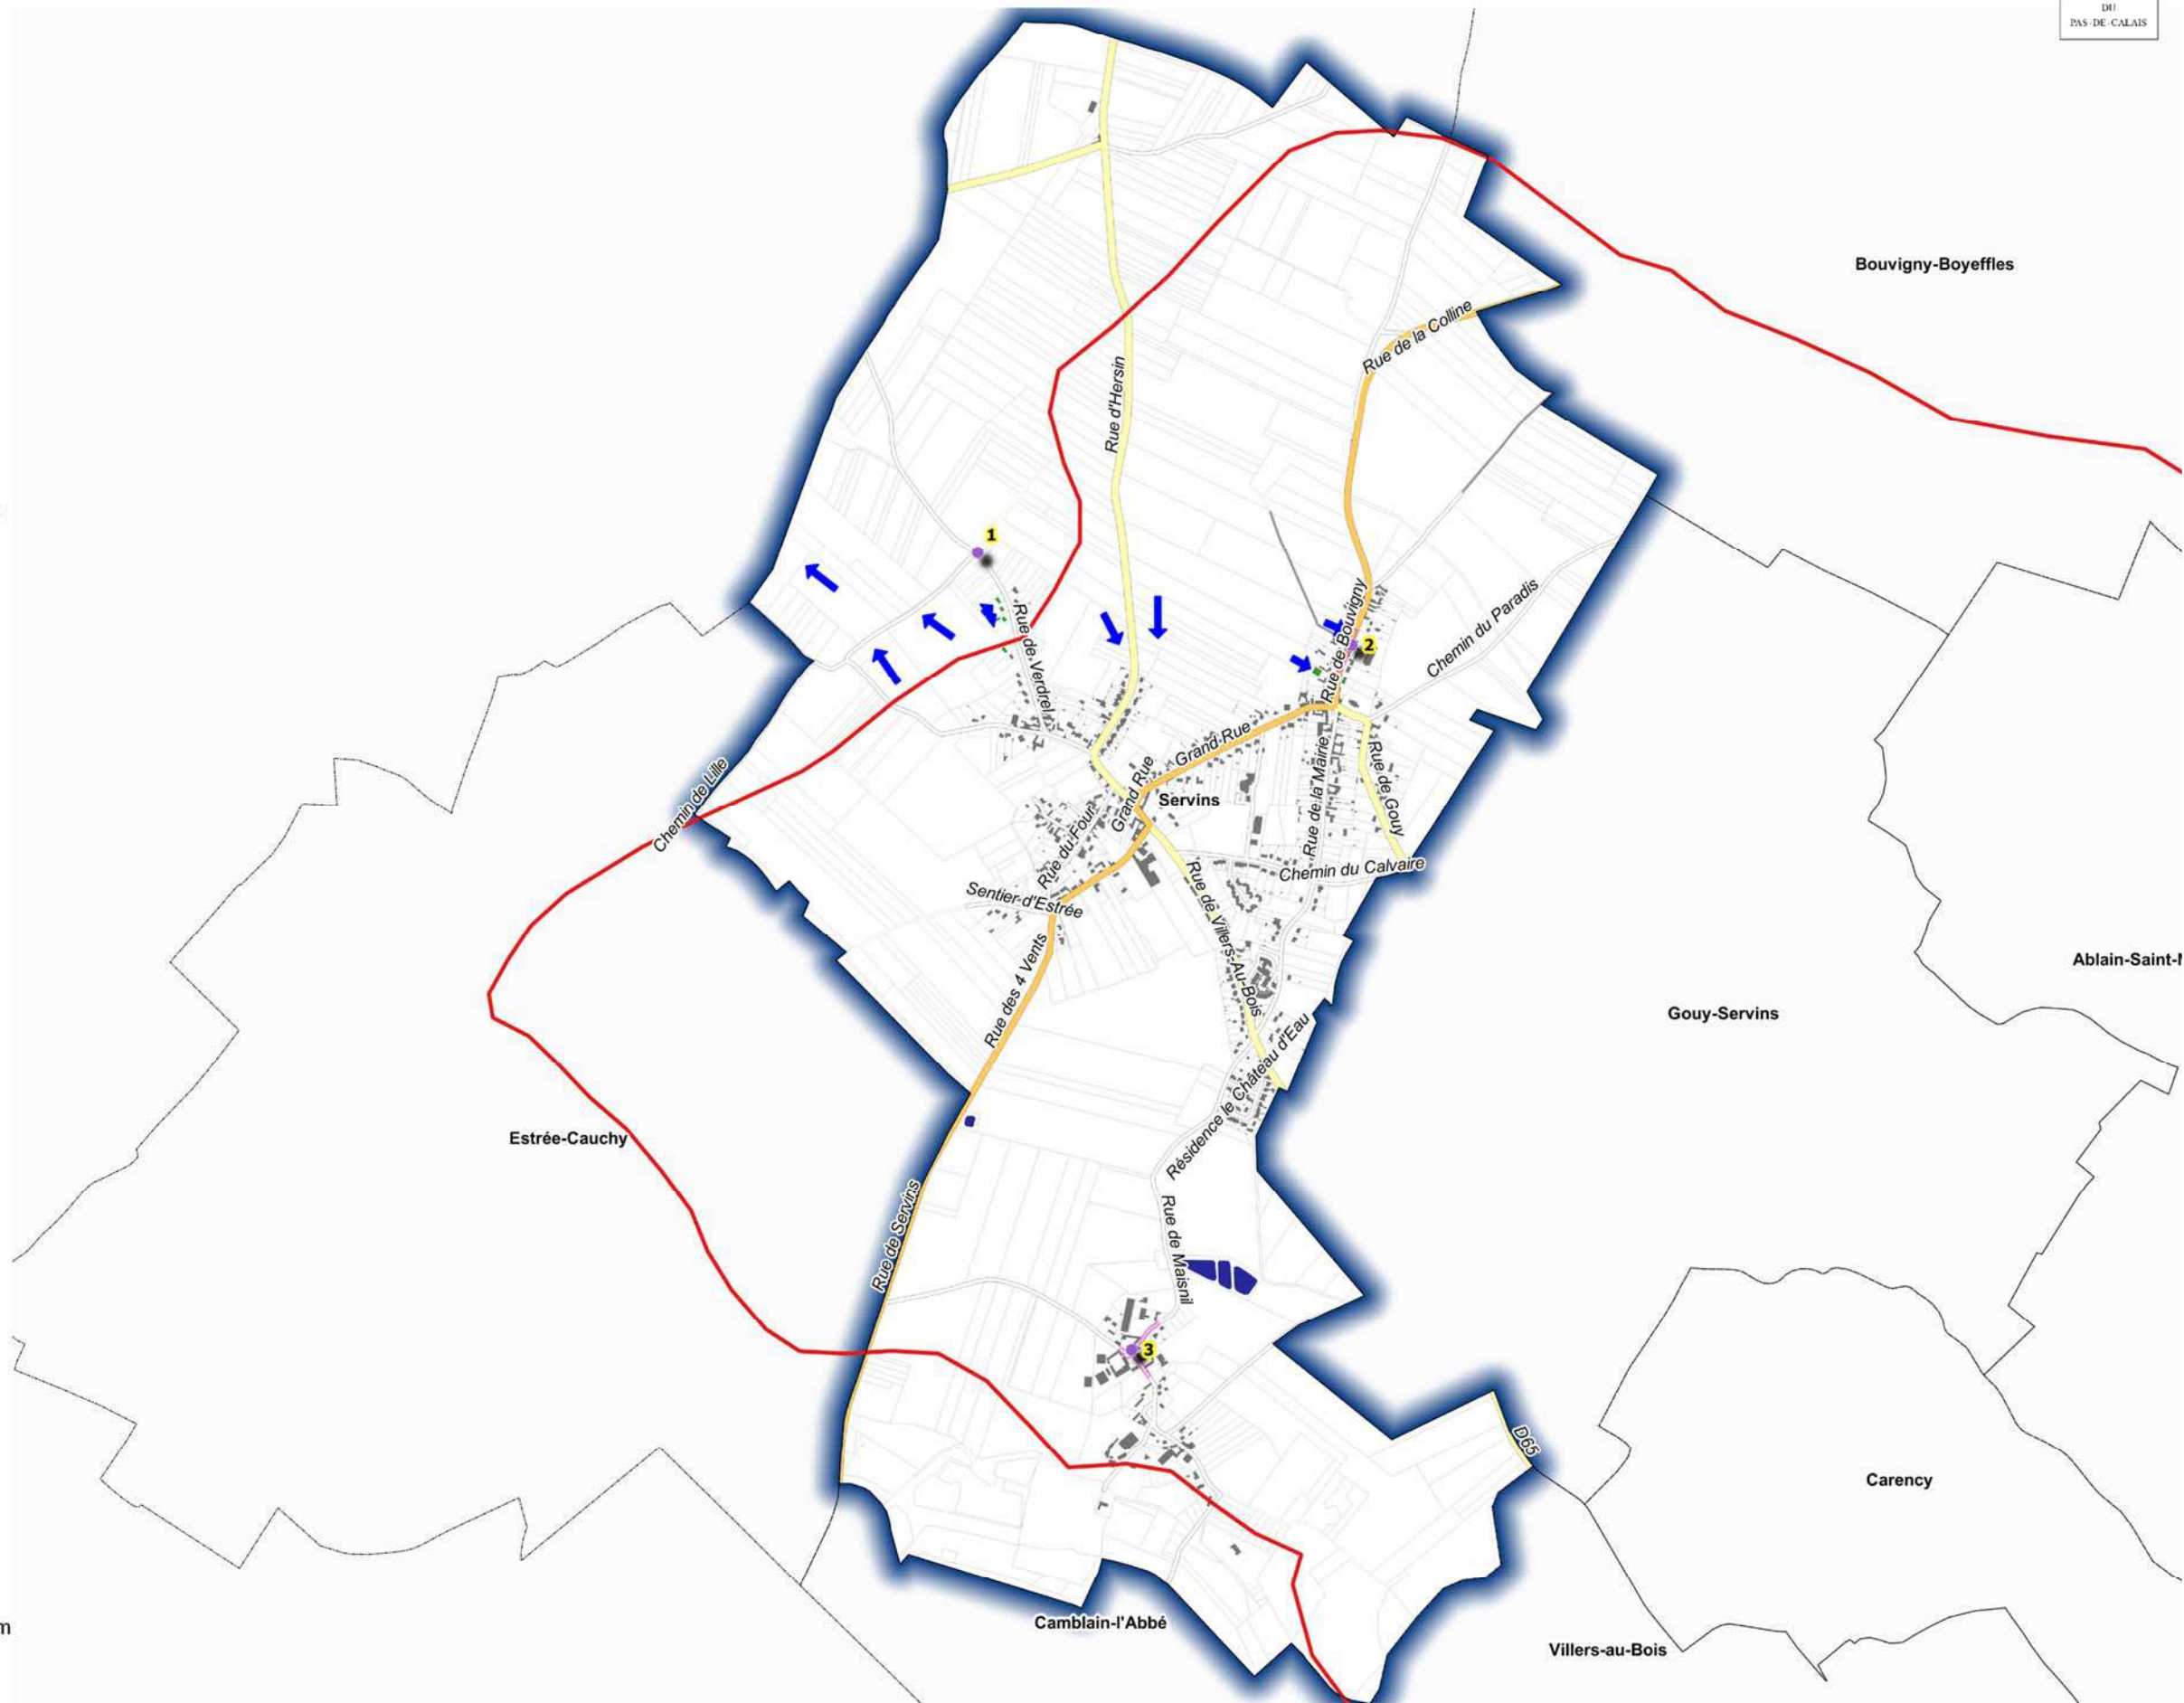 DU
PAS-DE-CALAIS
Bouvigny-Boyeffles
Rue de la Colline
Rue d'Hersin
1
Rue de Bouvigny
2
Chemin du Paradis
Rue de Verdrel
Grand Rue
Rue de la Mairie
Rue de Gouy
Chemin de Lille
Grand Rue
Servins
Rue du Four
Chemin du Calvaire
Sentier d'Estrée
Rue de Villers-Au-Bois
Rue des 4 Vents
Ablain-Saint-
Gouy-Servins
Résidence le Château d'Eau
Estrée-Cauchy
Rue de Servins
Rue de Maisnil
3
D65
Carency
Camblain-l'Abbé
m
Villers-au-Bois